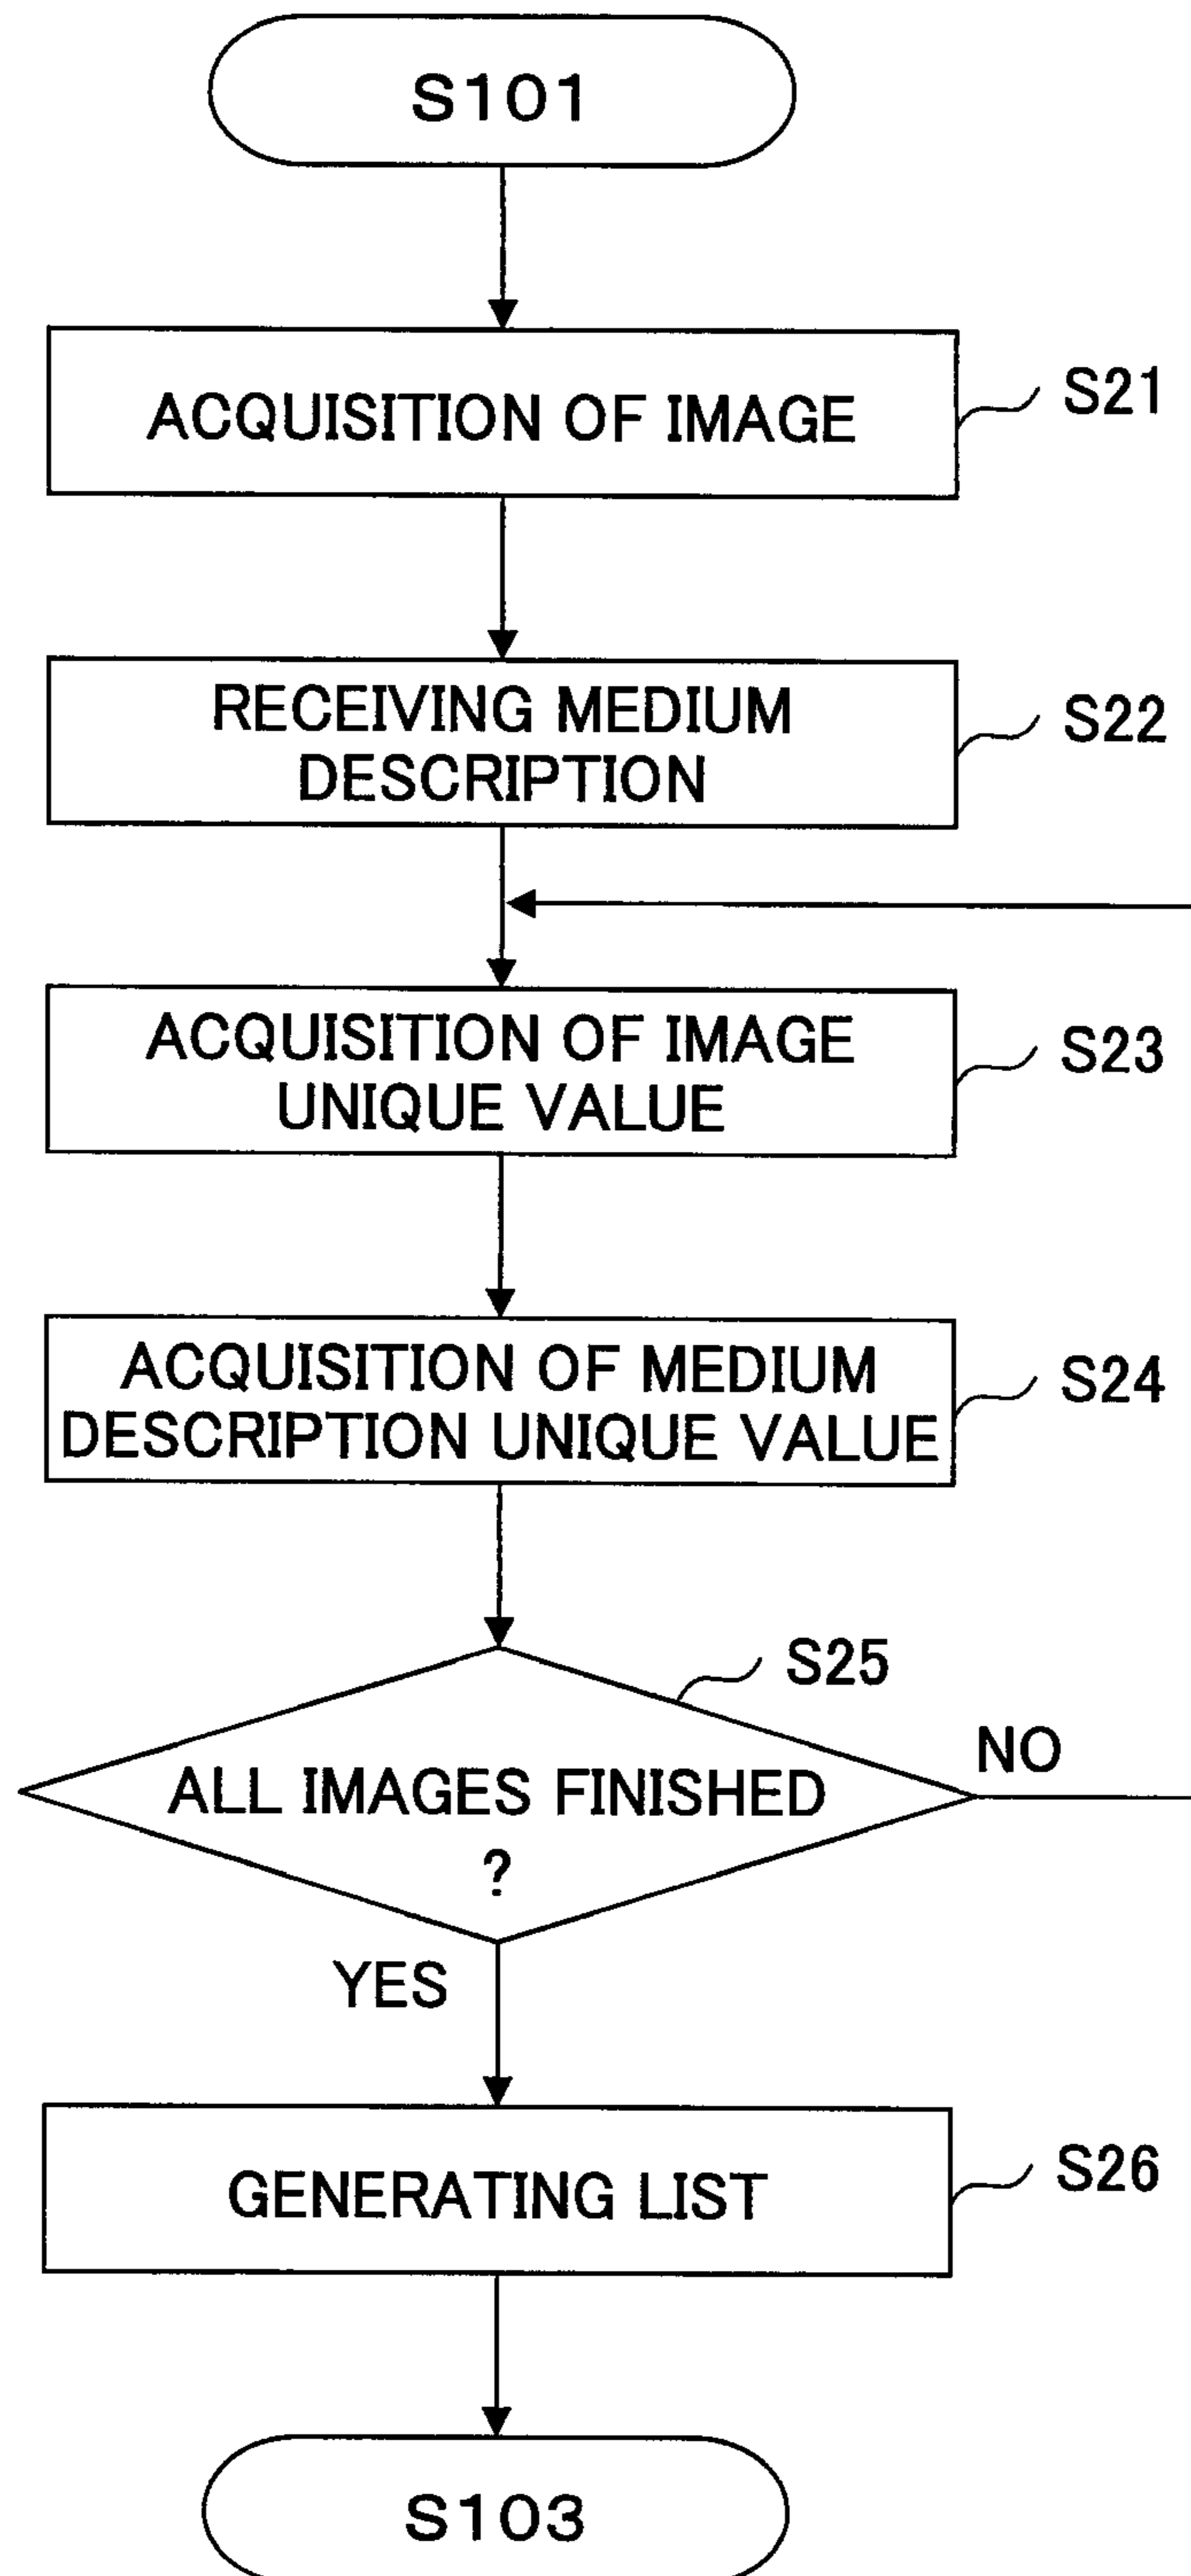 S101
ACQUISITION OF IMAGE
S21
RECEIVING MEDIUM
DESCRIPTION
S22
ACQUISITION OF IMAGE
UNIQUE VALUE
S23
ACQUISITION OF MEDIUM
DESCRIPTION UNIQUE VALUE
S24
S25
ALL IMAGES FINISHED
?
NO
YES
GENERATING LIST
S26
S103